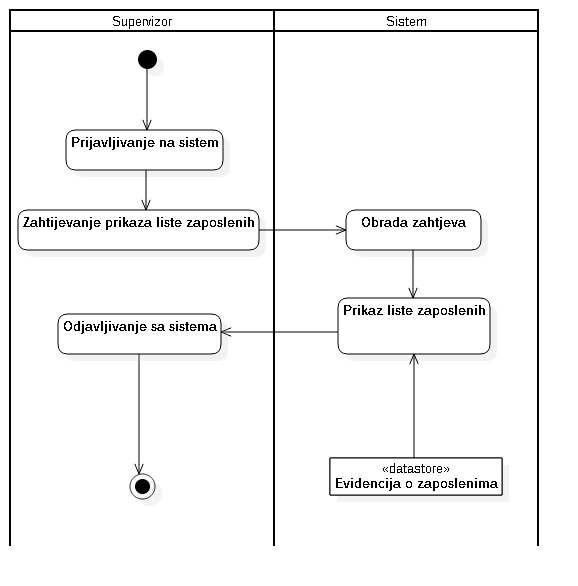 Supervizor
Sistem
Prijavljivanje na sistem
Zahtijevanje prikaza liste zaposlenih
Obrada zahtjeva
Prikaz liste zaposlenih
Odjavljivanje sa sistema
«datastore»
Evidencija o zaposlenima